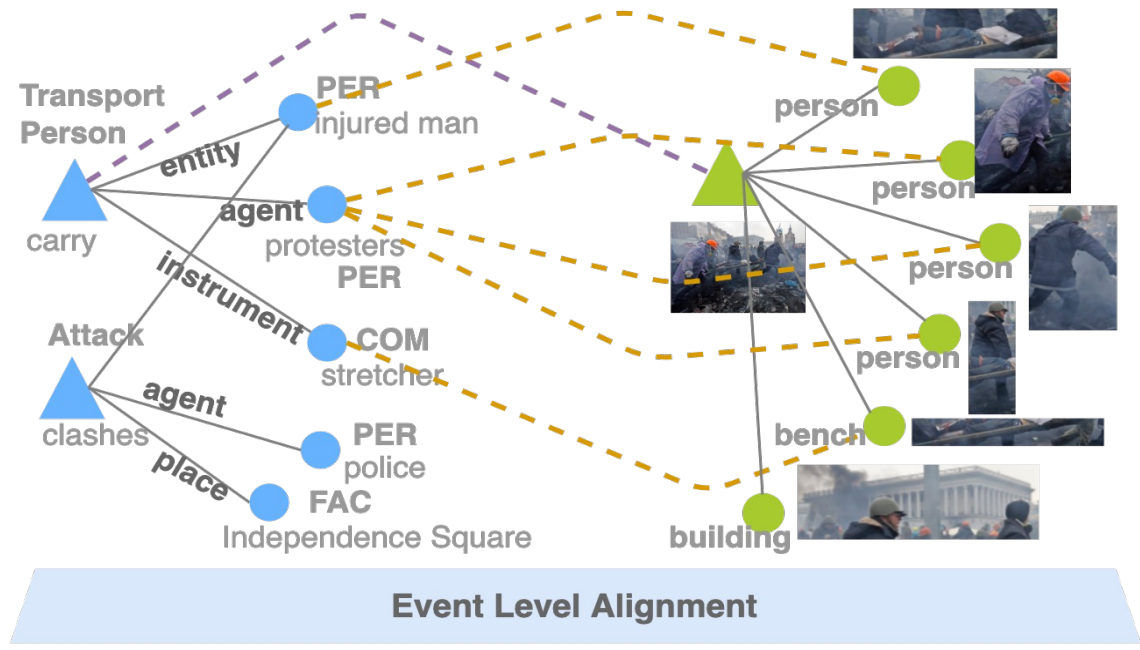 Transport
Person
carry
entity
PER
injured man
agent
protesters
PER
instrument
COM
stretcher
Attack
clashes
agent
PER
police
place
FAC
Independence Square
person
person
person
person
bench
building
Event Level Alignment